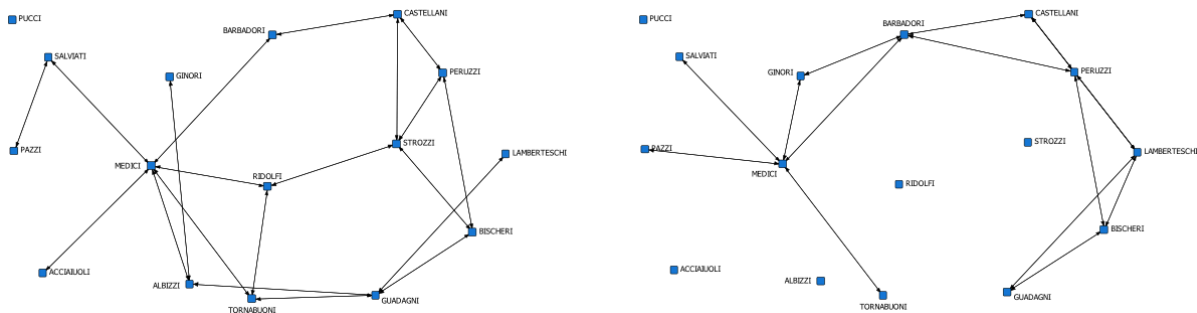 PUCCI
CASTELLANI
BARBADORI
SALVIATI
GINORI
PERUZZI
STROZZI
PAZZI
LAMBERTESCHI
MEDICI
RIDOLFI
BISCHERI
ACCIAIUOLI
ALBIZZI
GUADAGNI
TORNABUONI
CASTELLANI
PUCCI
BARBADORI
SALVIATI
PERUZZI
GINORI
STROZZI
PAZZI
LAMBERTESCHI
MEDICI
RIDOLFI
BISCHERI
ACCIAIUOLI
ALBIZZI
GUADAGNI
TORNABUONI